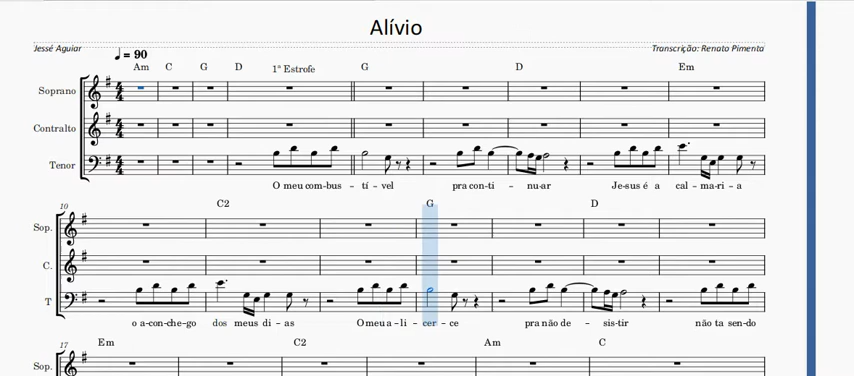 Alívio
Jessé Aguiar
Transcrição: Renato Pimenta
♩ = 90
Am C G D 1ª Estrofe G D Em
Soprano
Contralto
Tenor
O meu com-bus - tí - vel pra con-ti - nu-ar Je-sus é a cal - ma-ri - a
10 C2 G D
Sop.
C.
T
o a-con-che-go dos meus di - as O meu a - li - cer - ce pra não de - sis-tir não ta sen-do
17 Em C2 Am C
Sop.